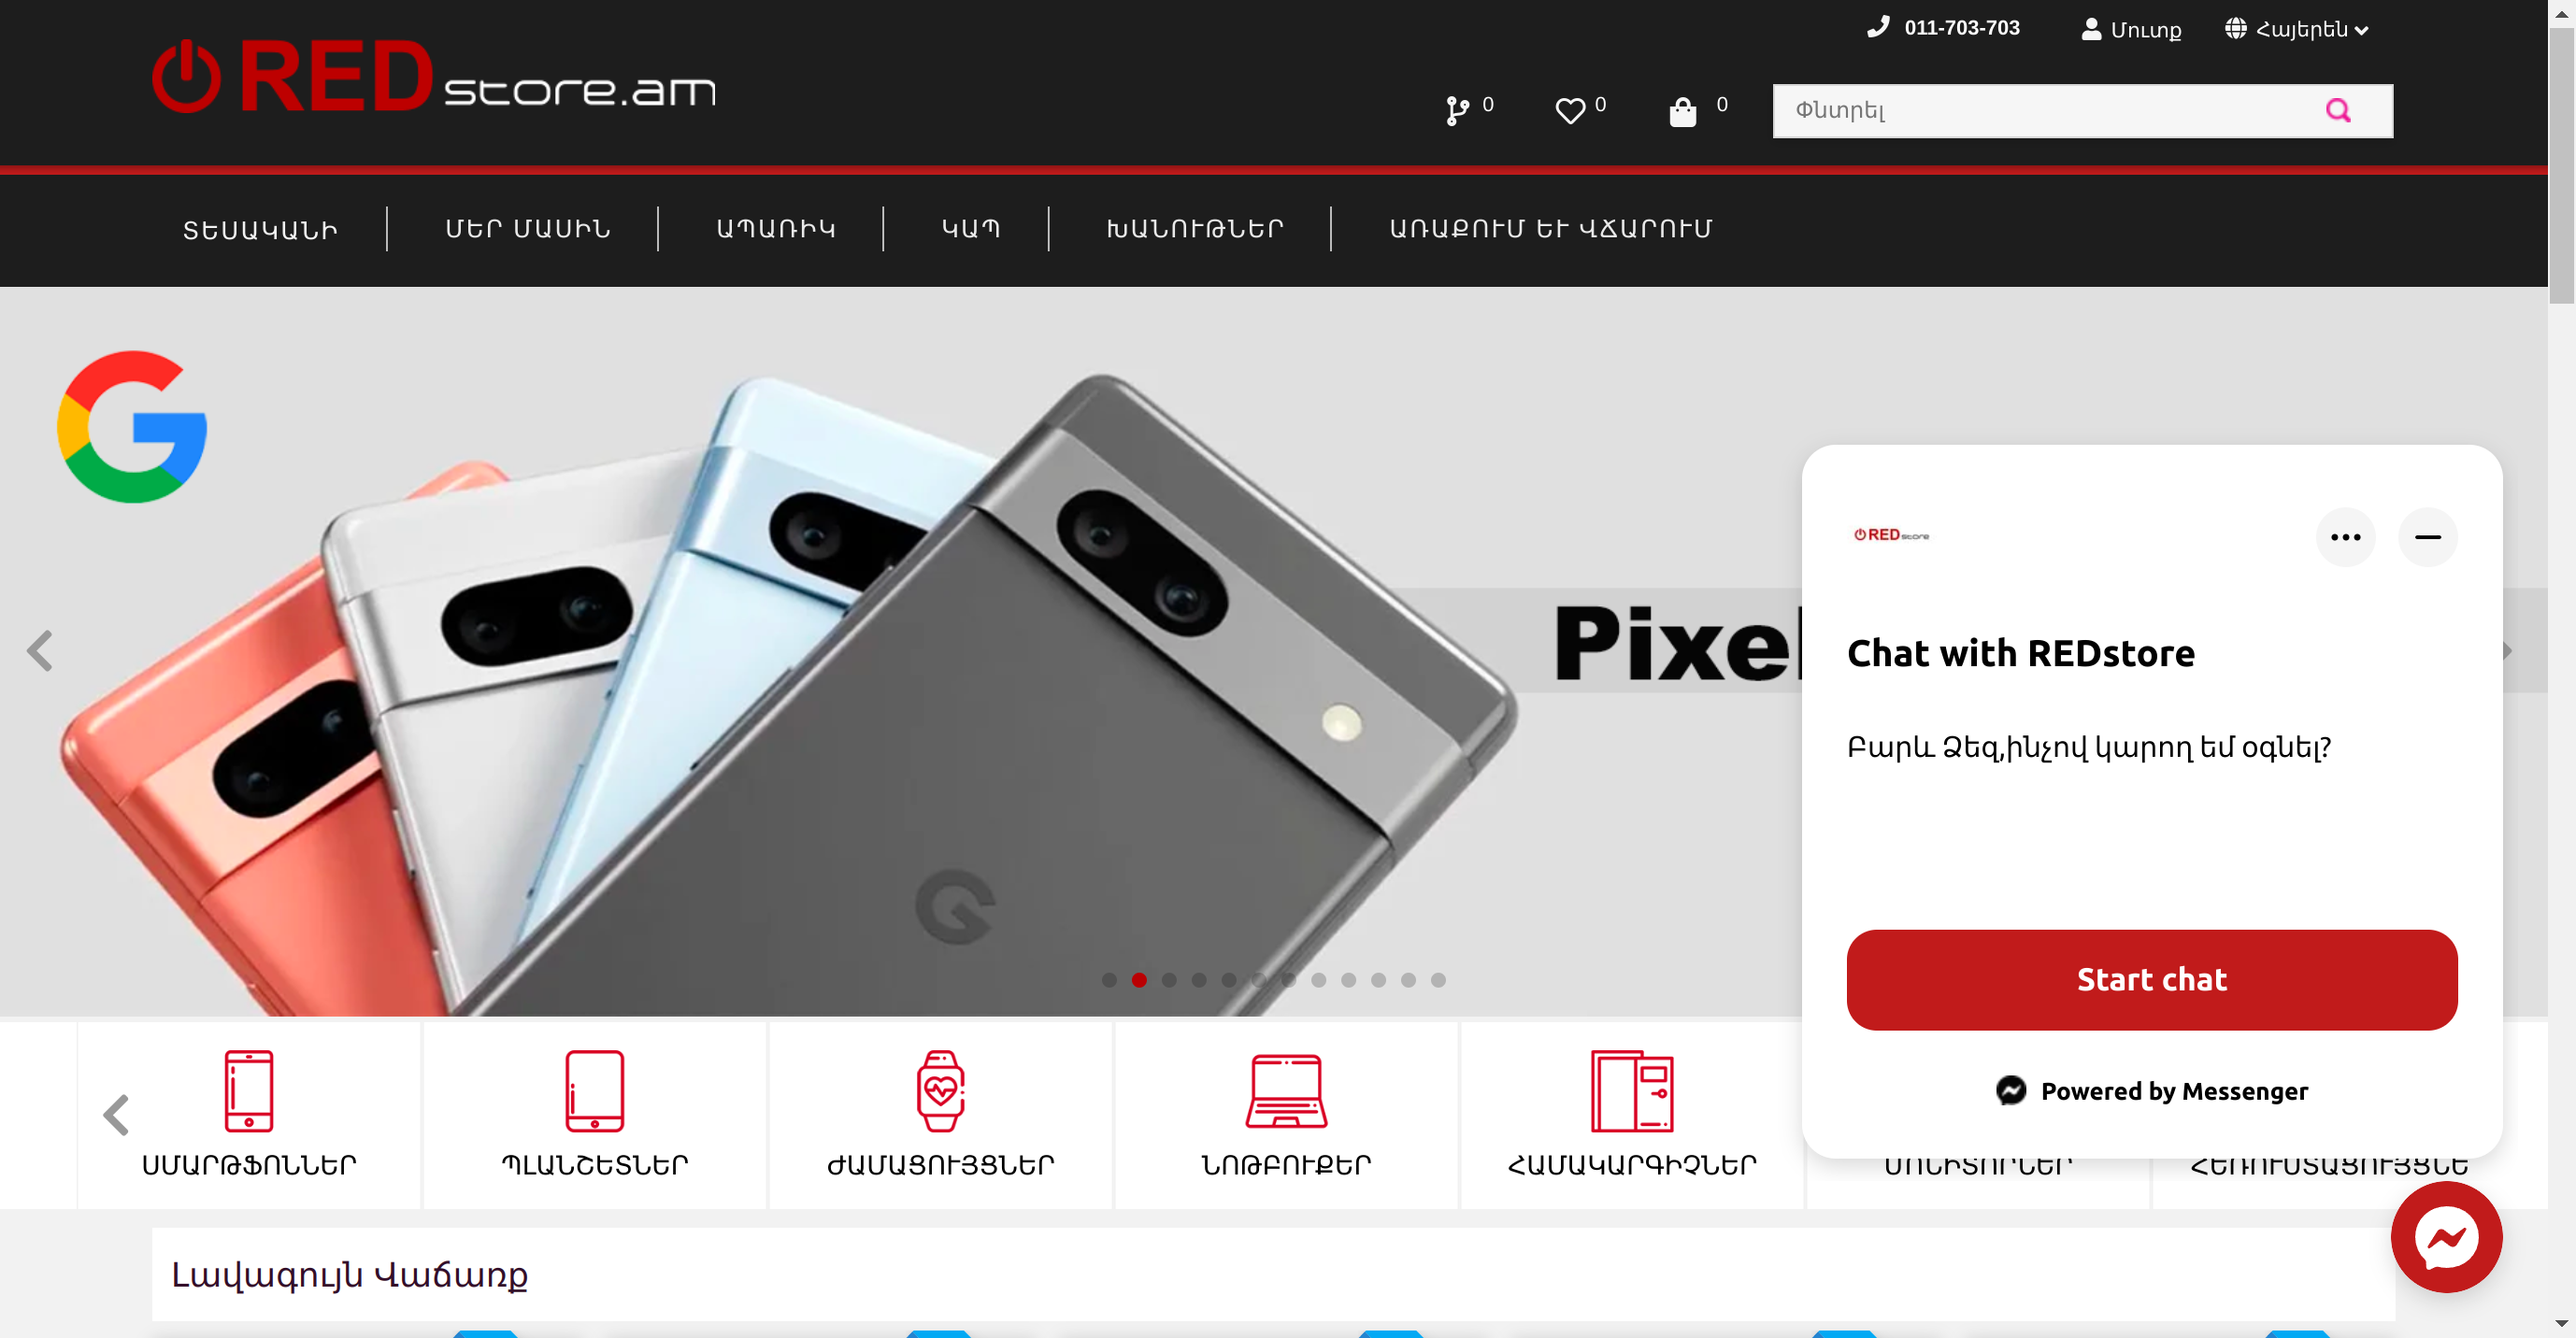 011-703-703
Մուտք
Հայերեն
RED store.am
0
0
0
Փնտրել
ՏԵՍԱԿԱՆԻ
ՄԵՐ ՄԱՍԻՆ
ԱՊԱՌԻԿ
ԿԱՊ
ԽԱՆՈՒԹՆԵՐ
ԱՌԱՔՈՒՄ ԵՒ ՎՃԱՐՈՒՄ
Pixel
REDstore
Chat with REDstore
Բարև Ձեզ,ինչով կարող եմ օգնել?
Start chat
Powered by Messenger
ՍՄԱՐԹՖՈՆՆԵՐ
ՊԼԱՆՇԵՏՆԵՐ
ԺԱՄԱՑՈՒՅՑՆԵՐ
ՆՈԹԲՈՒՔԵՐ
ՀԱՄԱԿԱՐԳԻՉՆԵՐ
ՄՈՆԻՏՈՐՆԵՐ
ՀԵՌՈՒՍՏԱՑՈՒՅՑՆԵ
Լավագույն Վաճառք